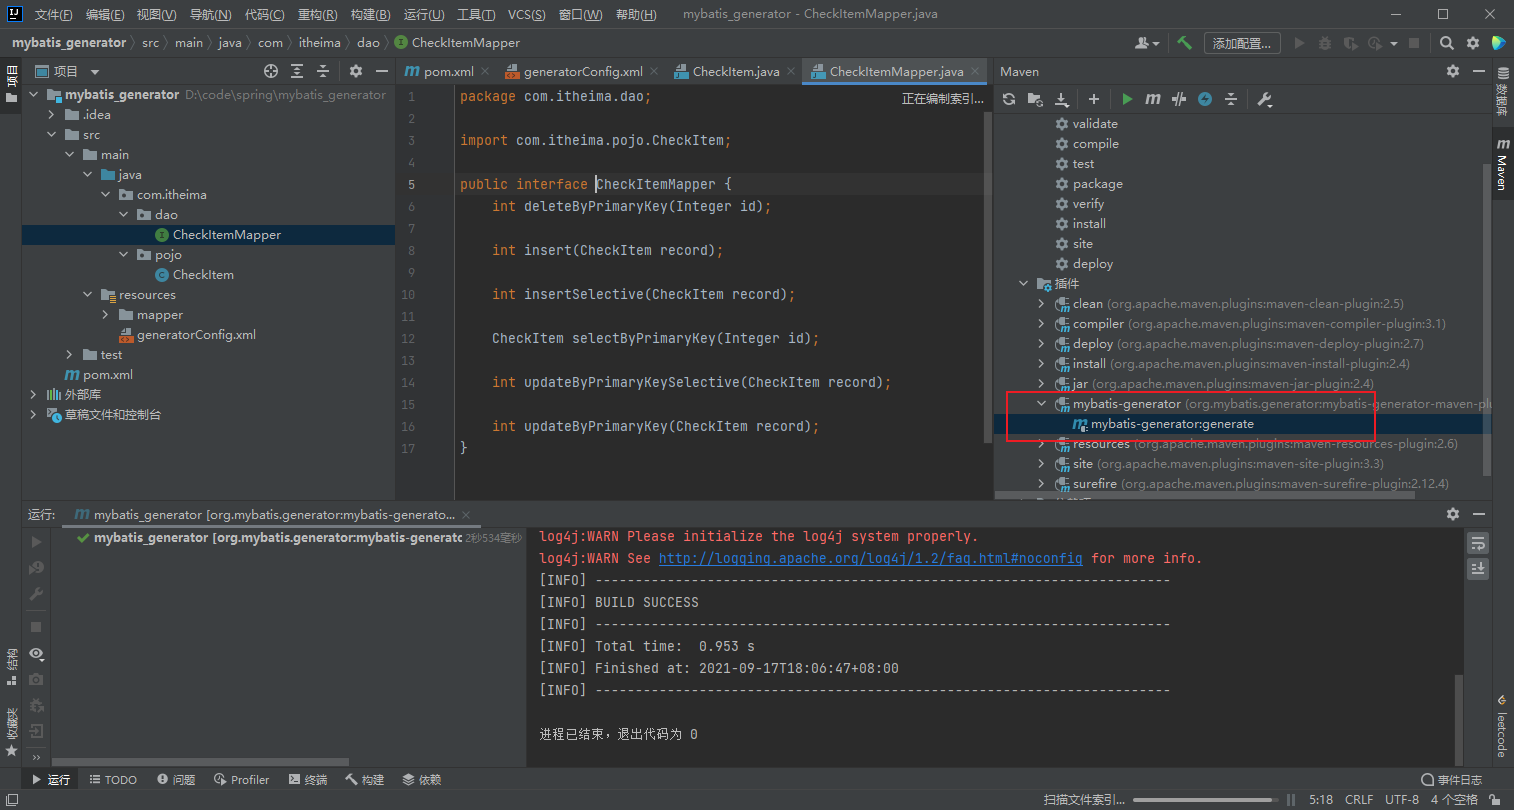 文件(F) 编辑(E) 视图(V) 导航(N) 代码(C) 重构(R) 构建(B) 运行(U) 工具(T) VCS(S) 窗口(W) 帮助(H) mybatis_generator - CheckItemMapper.java
mybatis_generator src main java com itheima dao CheckItemMapper
添加配置...
项目
项目
mybatis_generator D:\code\spring\mybatis_generator
.idea
src
main
java
com.itheima
dao
CheckItemMapper
pojo
CheckItem
resources
mapper
generatorConfig.xml
test
pom.xml
外部库
草稿文件和控制台
结构
收藏夹
pom.xml generatorConfig.xml CheckItem.java CheckItemMapper.java
正在编制索引...
1 package com.itheima.dao;
2
3 import com.itheima.pojo.CheckItem;
4
5 public interface CheckItemMapper {
6 int deleteByPrimaryKey(Integer id);
7
8 int insert(CheckItem record);
9
10 int insertSelective(CheckItem record);
11
12 CheckItem selectByPrimaryKey(Integer id);
13
14 int updateByPrimaryKeySelective(CheckItem record);
15
16 int updateByPrimaryKey(CheckItem record);
17 }
Maven
validate
compile
test
package
verify
install
site
deploy
插件
clean (org.apache.maven.plugins:maven-clean-plugin:2.5)
compiler (org.apache.maven.plugins:maven-compiler-plugin:3.1)
deploy (org.apache.maven.plugins:maven-deploy-plugin:2.7)
install (org.apache.maven.plugins:maven-install-plugin:2.4)
jar (org.apache.maven.plugins:maven-jar-plugin:2.4)
mybatis-generator (org.mybatis.generator:mybatis-generator-maven-plu
mybatis-generator:generate
resources (org.apache.maven.plugins:maven-resources-plugin:2.6)
site (org.apache.maven.plugins:maven-site-plugin:3.3)
surefire (org.apache.maven.plugins:maven-surefire-plugin:2.12.4)
数据库
Maven
leetcode
运行: mybatis_generator [org.mybatis.generator:mybatis-generato...
mybatis_generator [org.mybatis.generator:mybatis-generatc 2秒534毫秒
log4j:WARN Please initialize the log4j system properly.
log4j:WARN See http://logging.apache.org/log4j/1.2/faq.html#noconfig for more info.
[INFO] ------------------------------------------------------------------------
[INFO] BUILD SUCCESS
[INFO] ------------------------------------------------------------------------
[INFO] Total time:  0.953 s
[INFO] Finished at: 2021-09-17T18:06:47+08:00
[INFO] ------------------------------------------------------------------------
进程已结束，退出代码为 0
运行 TODO 问题 Profiler 终端 构建 依赖 事件日志
扫描文件索引... 5:18 CRLF UTF-8 4 个空格